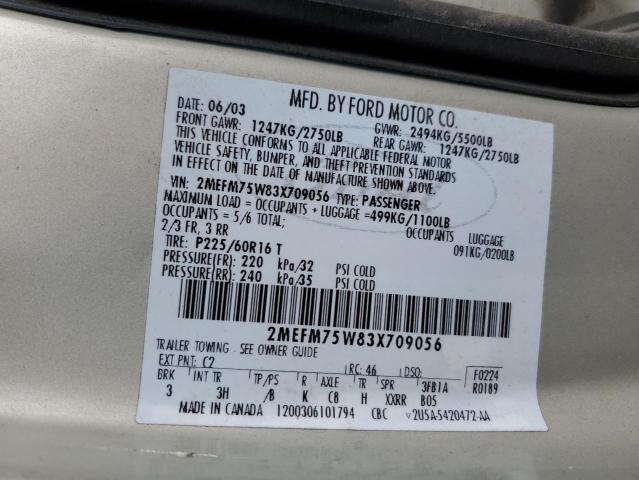 MFD. BY FORD MOTOR CO.
DATE: 06/03 GVWR: 2494KG/5500LB
FRONT GAWR: 1247KG/2750LB REAR GAWR: 1247KG/2750LB
THIS VEHICLE CONFORMS TO ALL APPLICABLE FEDERAL MOTOR
VEHICLE SAFETY, BUMPER, AND THEFT PREVENTION STANDARDS
IN EFFECT ON THE DATE OF MANUFACTURE SHOWN ABOVE.
VIN: 2MEFM75W83X709056 TYPE: PASSENGER
MAXIMUM LOAD = OCCUPANTS + LUGGAGE =499KG/1100LB
OCCUPANTS = 5/6 TOTAL; OCCUPANTS LUGGAGE
2/3 FR, 3 RR 091KG/0200LB
TIRE: P225/60R16 T
PRESSURE(FR) 220 kPa/32 PSI COLD
PRESSURE(RR) 240 kPa/35 PSI COLD
2MEFM75W83X709056
TRAILER TOWING - SEE OWNER GUIDE
EXT PNT: C2 RC: 46 DSO: F0224
BRK INT TR TP/PS R AXLE TR SPR 3FB1A R0189
3 3H /B K C8 H XXRR B05
MADE IN CANADA 1200306101794 CBC 2U5A-5420472-AA